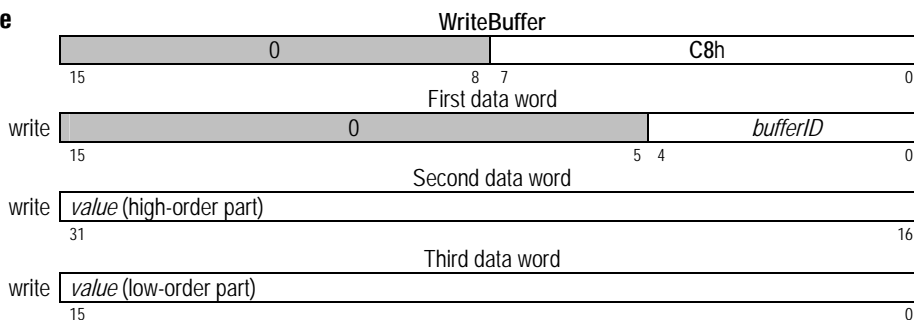 e
WriteBuffer
0 C8h
15 8 7 0
First data word
write 0 bufferID
15 5 4 0
Second data word
write value (high-order part)
31 16
Third data word
write value (low-order part)
15 0